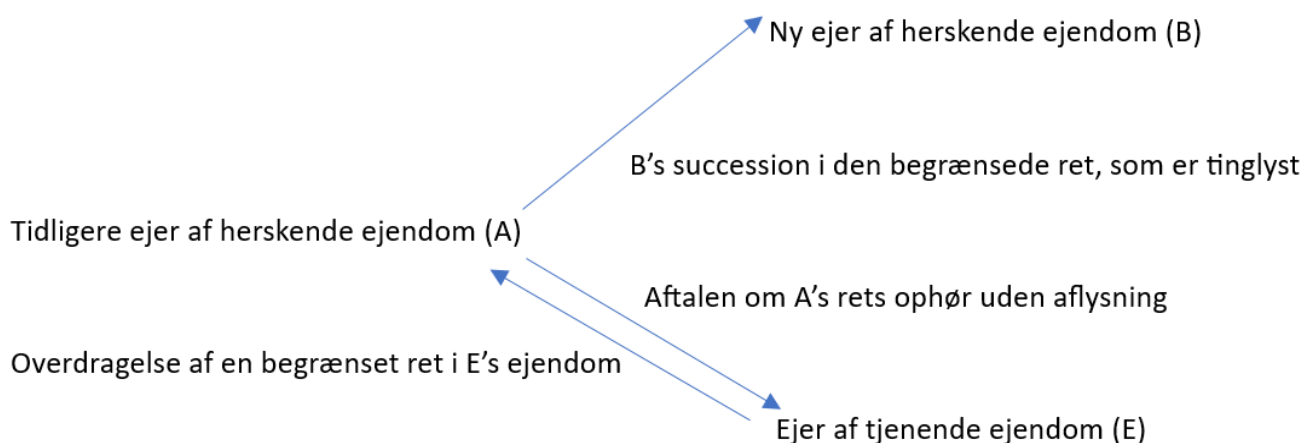 Ny ejer af herskende ejendom (B)
B’s succession i den begrænsede ret, som er tinglyst
Tidligere ejer af herskende ejendom (A)
Aftalen om A’s rets ophør uden aflysning
Overdragelse af en begrænset ret i E’s ejendom
Ejer af tjenende ejendom (E)